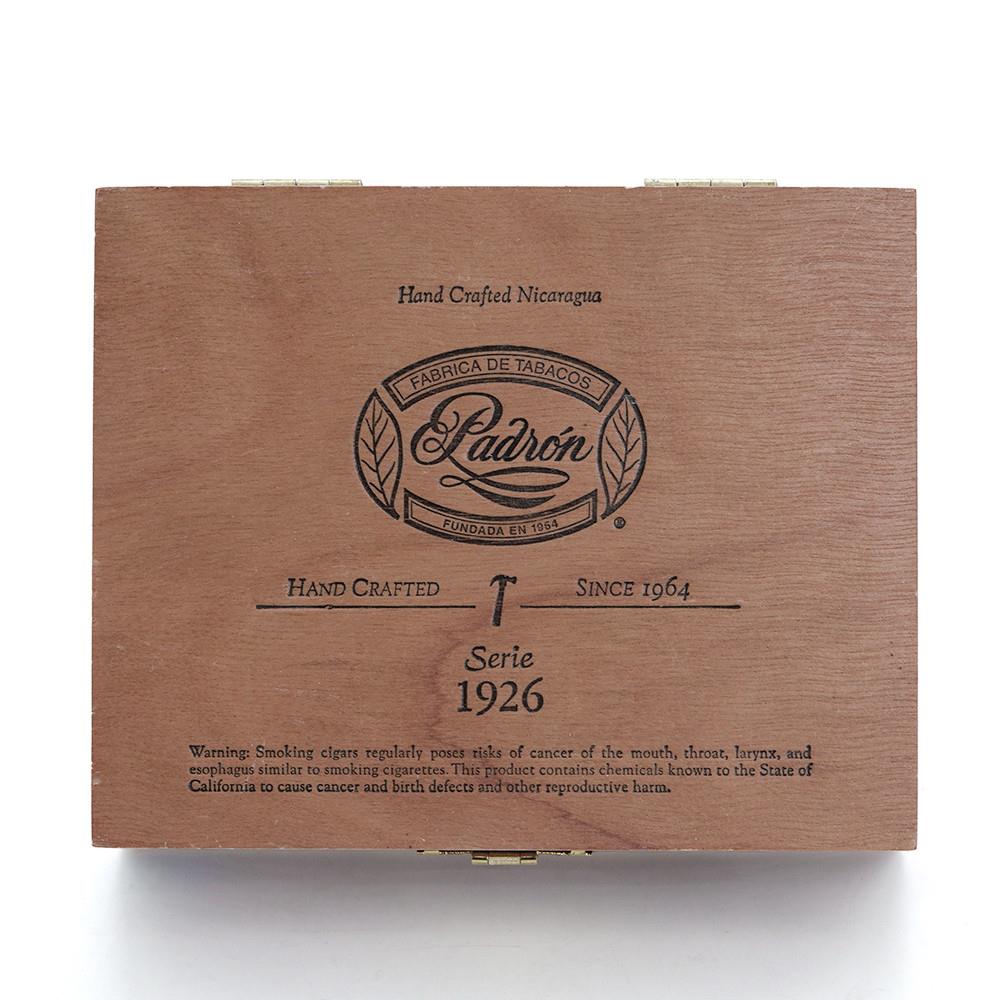 Hand Crafted Nicaragua
FABRICA DE TABACOS
Padrón
FUNDADA EN 1964
®
HAND CRAFTED SINCE 1964
Serie
1926
Warning: Smoking cigars regularly poses risks of cancer of the mouth, throat, larynx, and
esophagus similar to smoking cigarettes. This product contains chemicals known to the State of
California to cause cancer and birth defects and other reproductive harm.